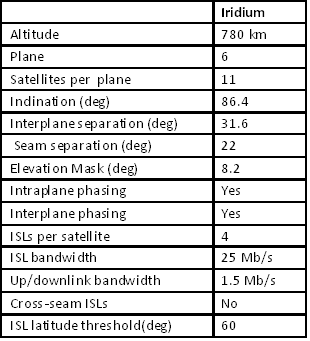 Iridium
Altitude 780 km
Plane 6
Satellites per plane 11
Indination (deg) 86.4
Interplane separation (deg) 31.6
Seam separation (deg) 22
Elevation Mask (deg) 8.2
Intraplane phasing Yes
Interplane phasing Yes
ISLs per satellite 4
ISL bandwidth 25 Mb/s
Up/downlink bandwidth 1.5 Mb/s
Cross-seam ISLs No
ISL latitude threshold(deg) 60